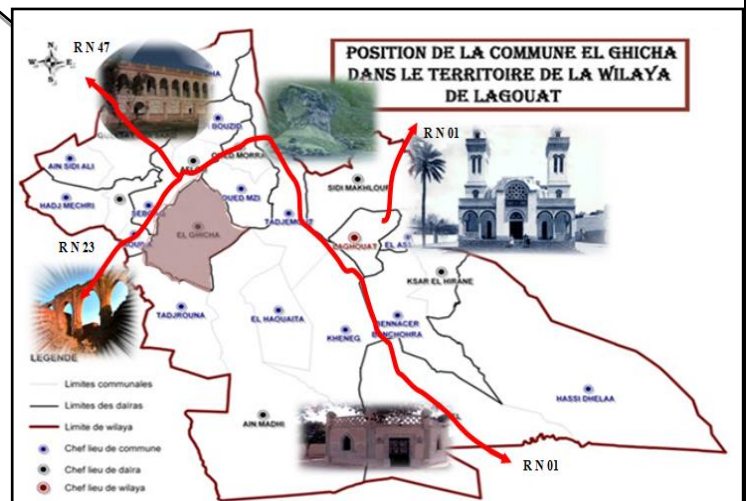 R N 47
POSITION DE LA COMMUNE EL GHICHA
DANS LE TERRITOIRE DE LA WILAYA
DE LAGOUAT
N
W E
S
R N 01
BOUZID
AIN SIDI ALI
OUED MORRA
SIDI MAKHLOUF
HADJ MECHRI
OUED MZI
TADJEMOUT
EL GHICHA
LAGHOUAT
EL ASS
R N 23
KSAR EL HIRANE
TADJROUNA
EL HAOUAITA
KHENEG
BENNACER
BENCHOHRA
LEGENDE
Limites communales
Limites des daïras
Limite de wilaya
Chef lieu de commune
Chef lieu de daïra
Chef lieu de wilaya
AIN MADHI
HASSI DHELAA
R N 01